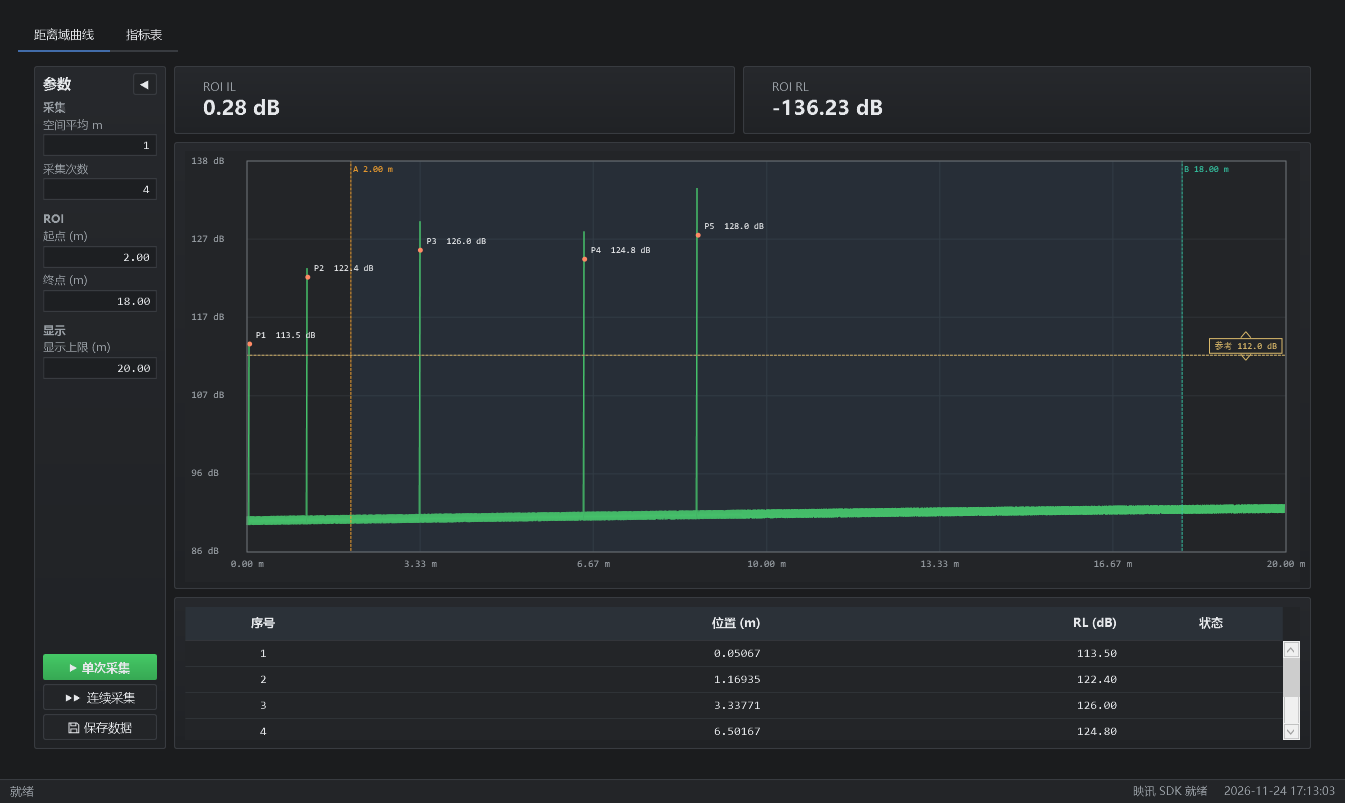 距离域曲线 指标表
参数 ◀
采集
空间平均 m
1
采集次数
4
ROI
起点 (m)
2.00
终点 (m)
18.00
显示
显示上限 (m)
20.00
▶ 单次采集
▶▶ 连续采集
保存数据
ROI IL
0.28 dB
ROI RL
-136.23 dB
138 dB
127 dB
117 dB
107 dB
96 dB
86 dB
A 2.00 m
B 18.00 m
P1 113.5 dB
P2 122.4 dB
P3 126.0 dB
P4 124.8 dB
P5 128.0 dB
参考 112.0 dB
0.00 m 3.33 m 6.67 m 10.00 m 13.33 m 16.67 m 20.00 m
序号 位置 (m) RL (dB) 状态
1 0.05067 113.50
2 1.16935 122.40
3 3.33771 126.00
4 6.50167 124.80
就绪 映讯 SDK 就绪 2026-11-24 17:13:03